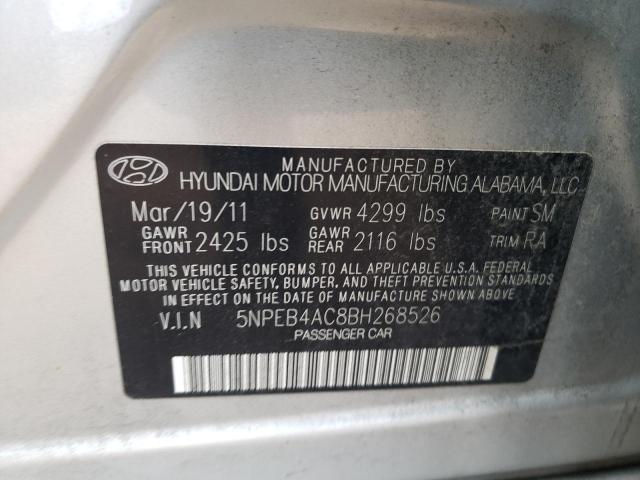 MANUFACTURED BY
HYUNDAI MOTOR MANUFACTURING ALABAMA, LLC
Mar/19/11 GVWR 4299 lbs PAINT SM
GAWR FRONT 2425 lbs GAWR REAR 2116 lbs TRIM RA
THIS VEHICLE CONFORMS TO ALL APPLICABLE U.S.A. FEDERAL
MOTOR VEHICLE SAFETY, BUMPER, AND THEFT PREVENTION STANDARDS
IN EFFECT ON THE DATE OF MANUFACTURE SHOWN ABOVE.
V.I.N 5NPEB4AC8BH268526
PASSENGER CAR